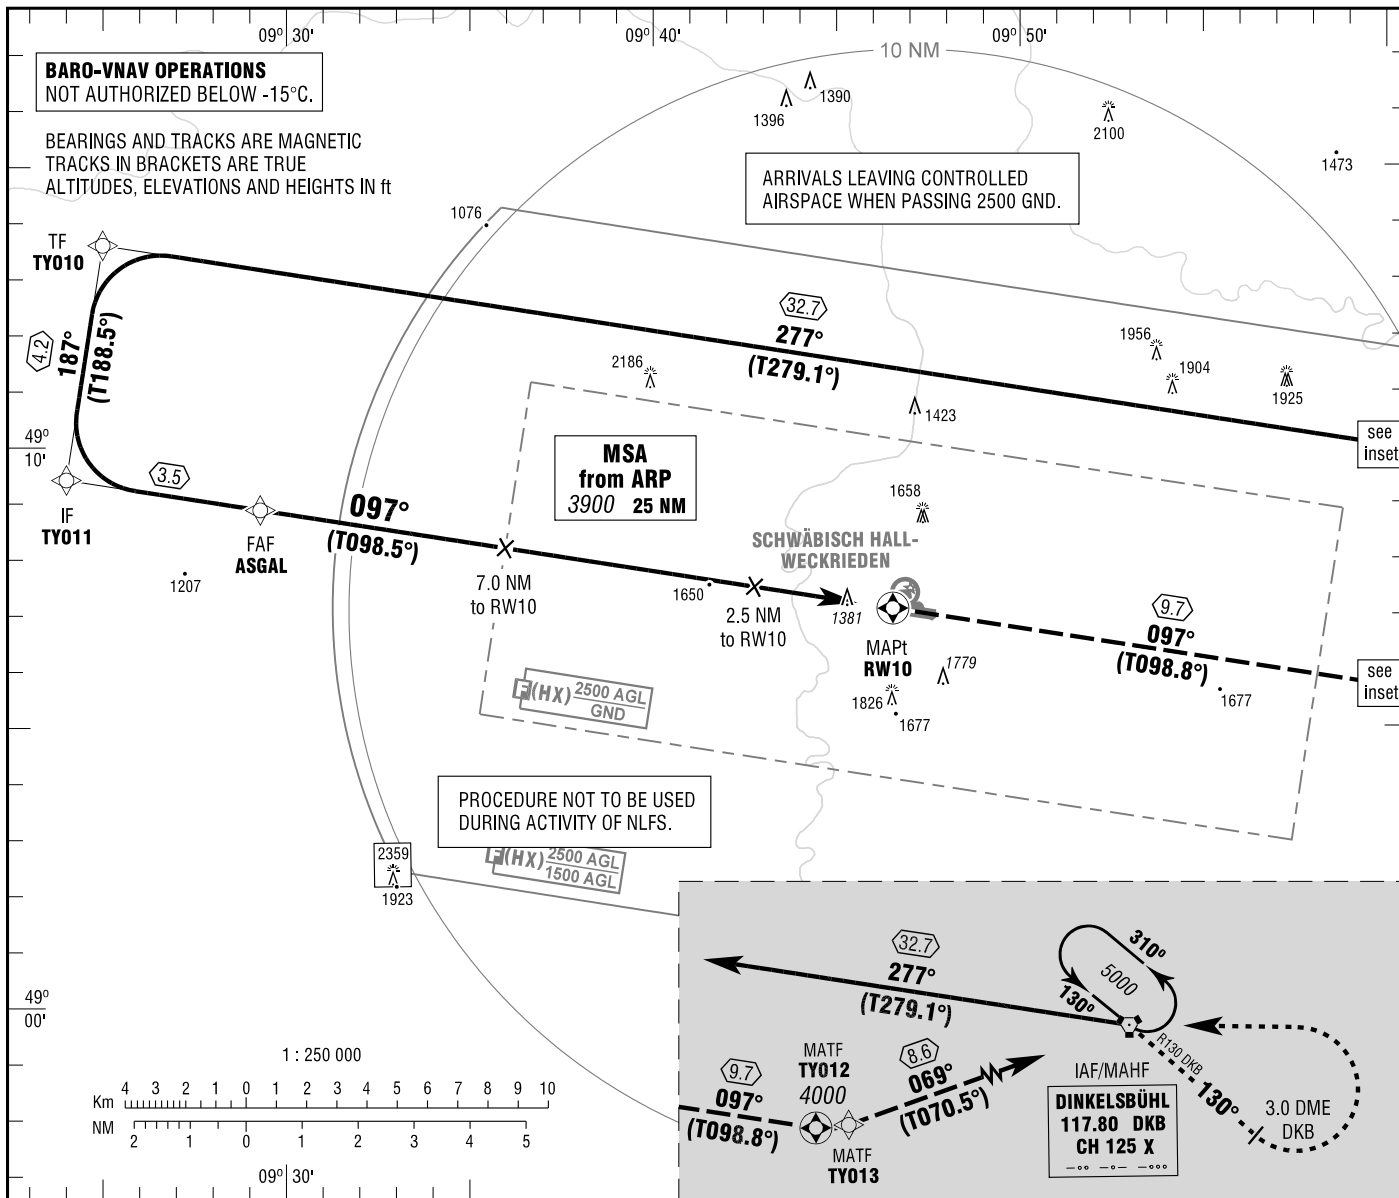 09º 30'
09º 40'
09º 50'
10 NM
BARO-VNAV OPERATIONS
NOT AUTHORIZED BELOW -15°C.
BEARINGS AND TRACKS ARE MAGNETIC
TRACKS IN BRACKETS ARE TRUE
ALTITUDES, ELEVATIONS AND HEIGHTS IN ft
1390
1396
2100
1473
ARRIVALS LEAVING CONTROLLED
AIRSPACE WHEN PASSING 2500 GND.
1076
TF
TY010
32.7
277°
(T279.1°)
4.2
187°
(T188.5°)
2186
1956
1904
1925
1423
see
inset
49º
10'
MSA
from ARP
3900 25 NM
3.5
097°
(T098.5°)
IF
TY011
FAF
ASGAL
1207
1658
SCHWÄBISCH HALL-
WECKRIEDEN
7.0 NM
to RW10
1650
2.5 NM
to RW10
1381
MAPt
RW10
9.7
097°
(T098.8°)
see
inset
1779
1826
1677
1677
F(HX) 2500 AGL
GND
PROCEDURE NOT TO BE USED
DURING ACTIVITY OF NLFS.
F(HX) 2500 AGL
1500 AGL
2359
1923
49º
00'
32.7
277°
(T279.1°)
310º
5000
130º
R130 DKB
130°
3.0 DME
DKB
IAF/MAHF
DINKELSBÜHL
117.80 DKB
CH 125 X
MATF
TY012
4000
8.6
069°
(T070.5°)
9.7
097°
(T098.8°)
MATF
TY013
1 : 250 000
4 3 2 1 0 1 2 3 4 5 6 7 8 9 10
Km
NM
2 1 0 1 2 3 4 5
09º 30'